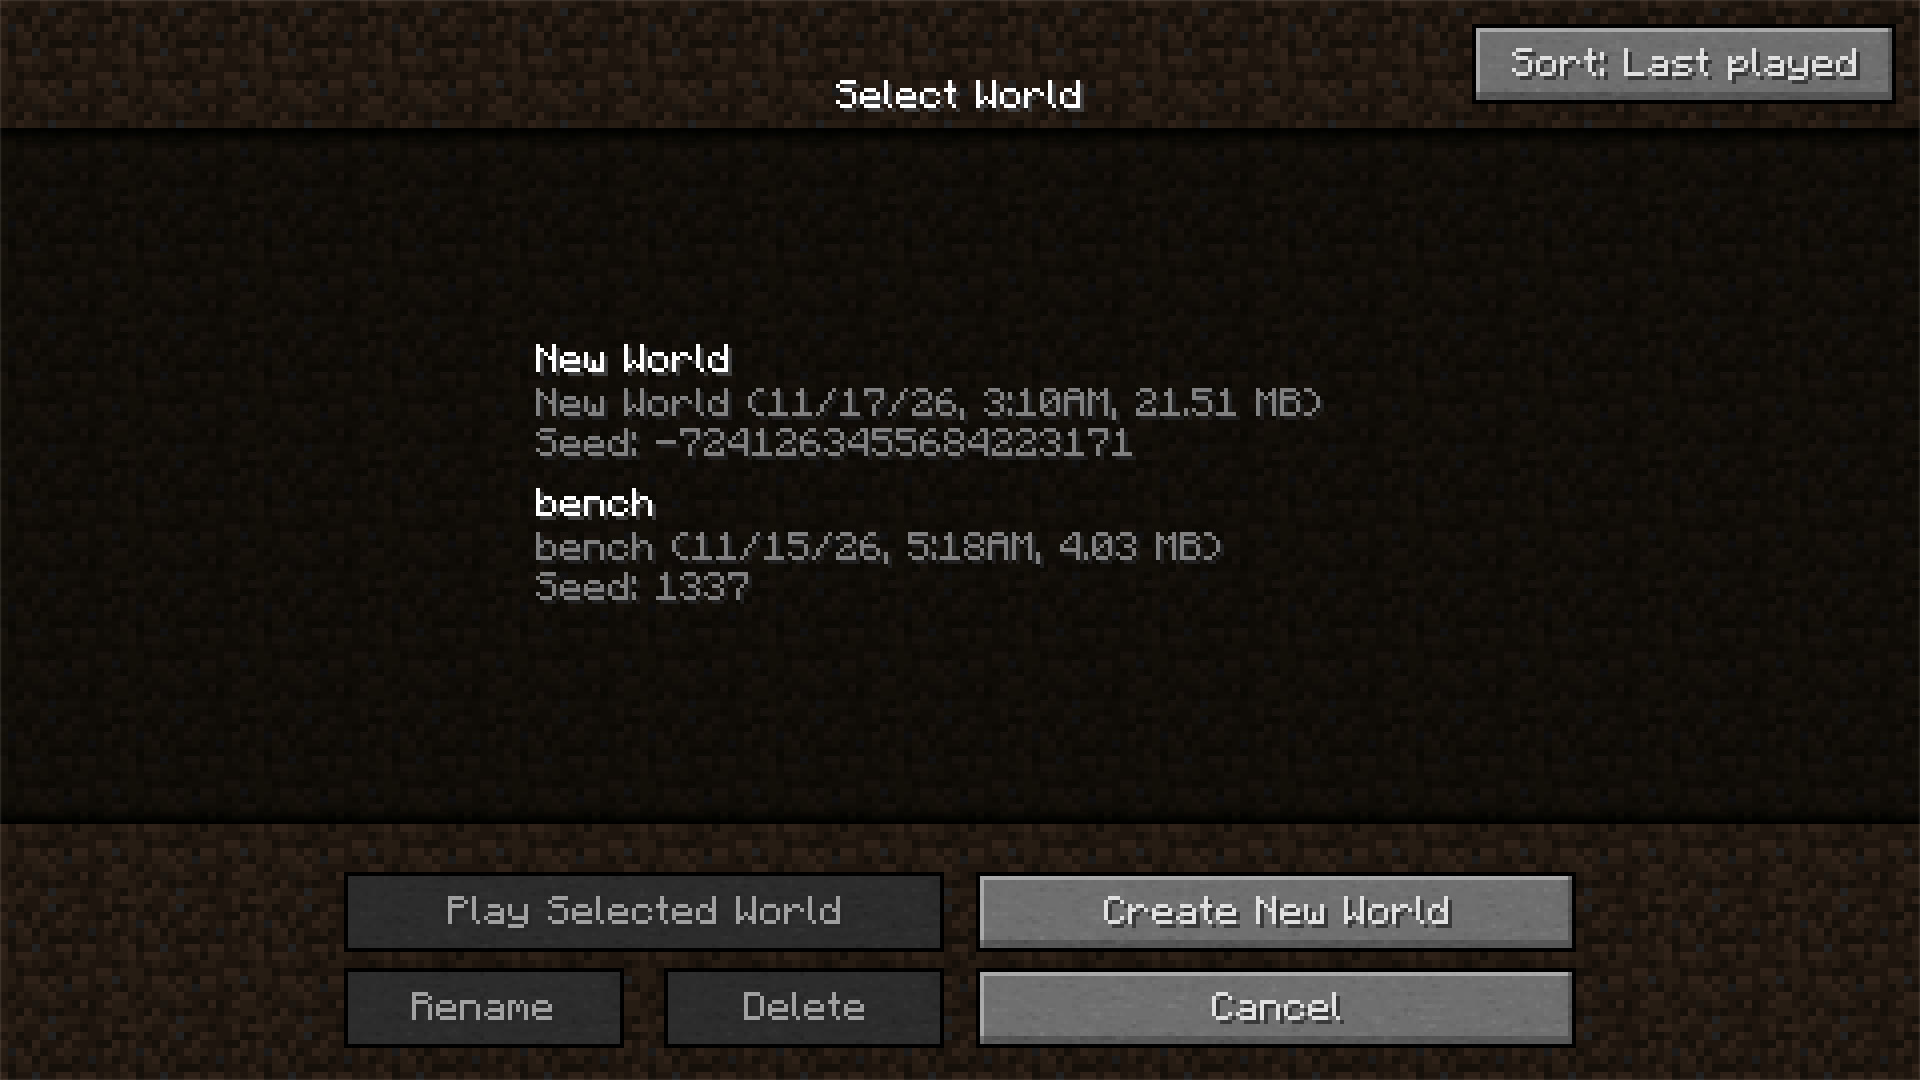 Sort: Last played
Select World
New World
New World (11/17/26, 3:10AM, 21.51 MB)
Seed: -7241263455684223171
bench
bench (11/15/26, 5:18AM, 4.03 MB)
Seed: 1337
Play Selected World
Create New World
Rename
Delete
Cancel